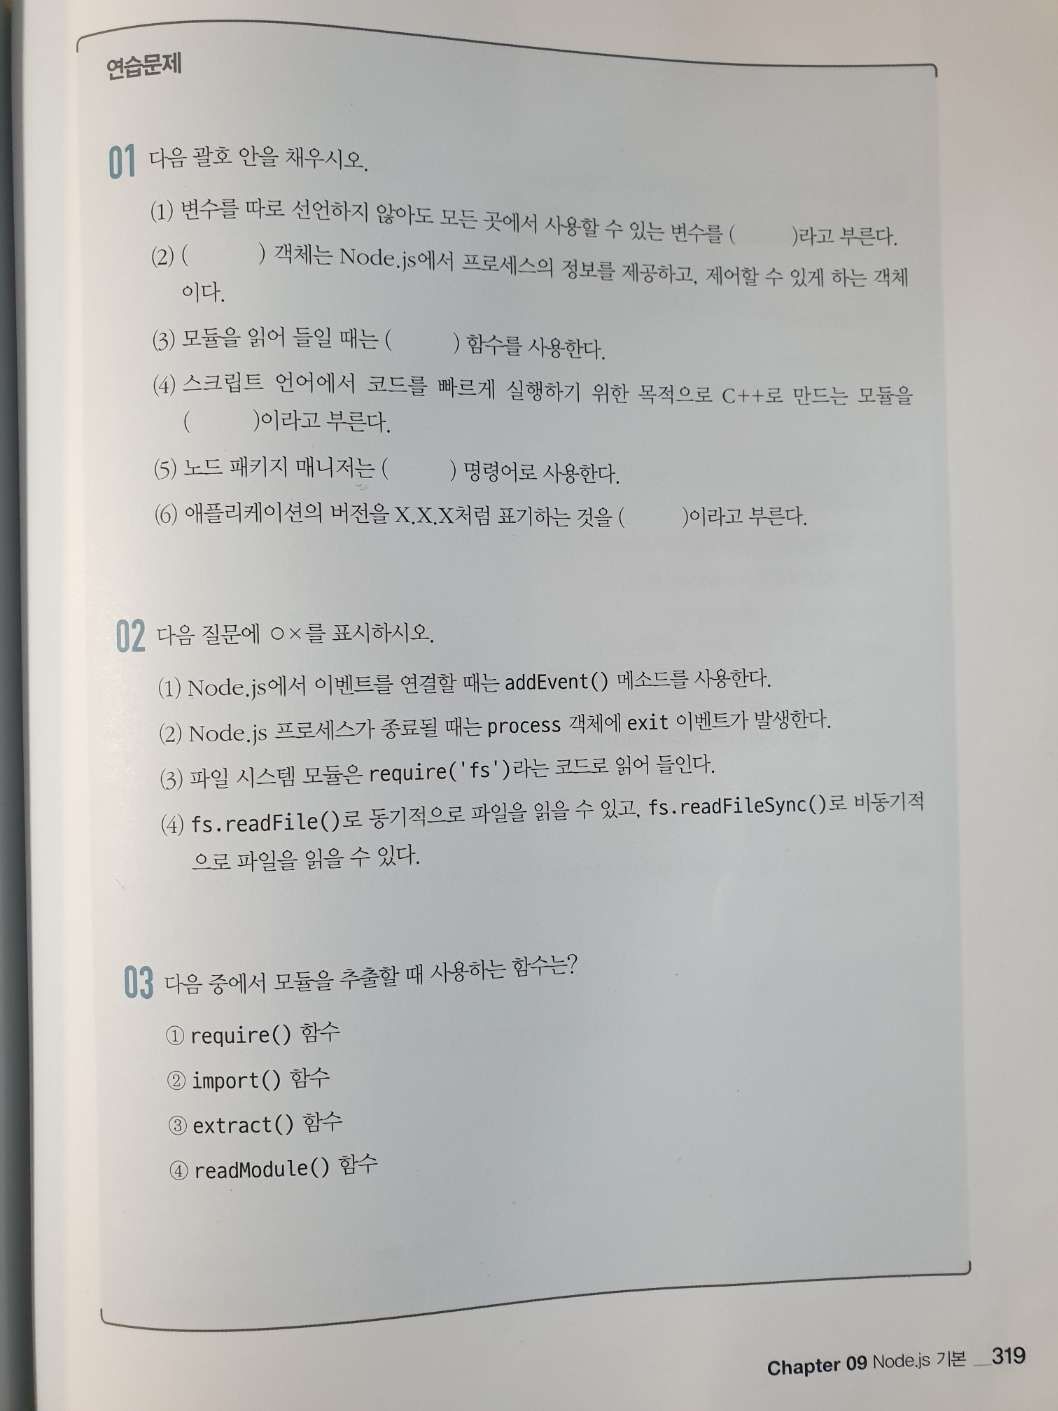 연습문제
01 다음 괄호 안을 채우시오.
(1) 변수를 따로 선언하지 않아도 모든 곳에서 사용할 수 있는 변수를 (        )라고 부른다.
(2) (        ) 객체는 Node.js에서 프로세스의 정보를 제공하고, 제어할 수 있게 하는 객체
이다.
(3) 모듈을 읽어 들일 때는 (        ) 함수를 사용한다.
(4) 스크립트 언어에서 코드를 빠르게 실행하기 위한 목적으로 C++로 만드는 모듈을
(        )이라고 부른다.
(5) 노드 패키지 매니저는 (        ) 명령어로 사용한다.
(6) 애플리케이션의 버전을 X.X.X처럼 표기하는 것을 (        )이라고 부른다.
02 다음 질문에 ○×를 표시하시오.
(1) Node.js에서 이벤트를 연결할 때는 addEvent() 메소드를 사용한다.
(2) Node.js 프로세스가 종료될 때는 process 객체에 exit 이벤트가 발생한다.
(3) 파일 시스템 모듈은 require('fs')라는 코드로 읽어 들인다.
(4) fs.readFile()로 동기적으로 파일을 읽을 수 있고, fs.readFileSync()로 비동기적
으로 파일을 읽을 수 있다.
03 다음 중에서 모듈을 추출할 때 사용하는 함수는?
① require() 함수
② import() 함수
③ extract() 함수
④ readModule() 함수
Chapter 09 Node.js 기본 __319